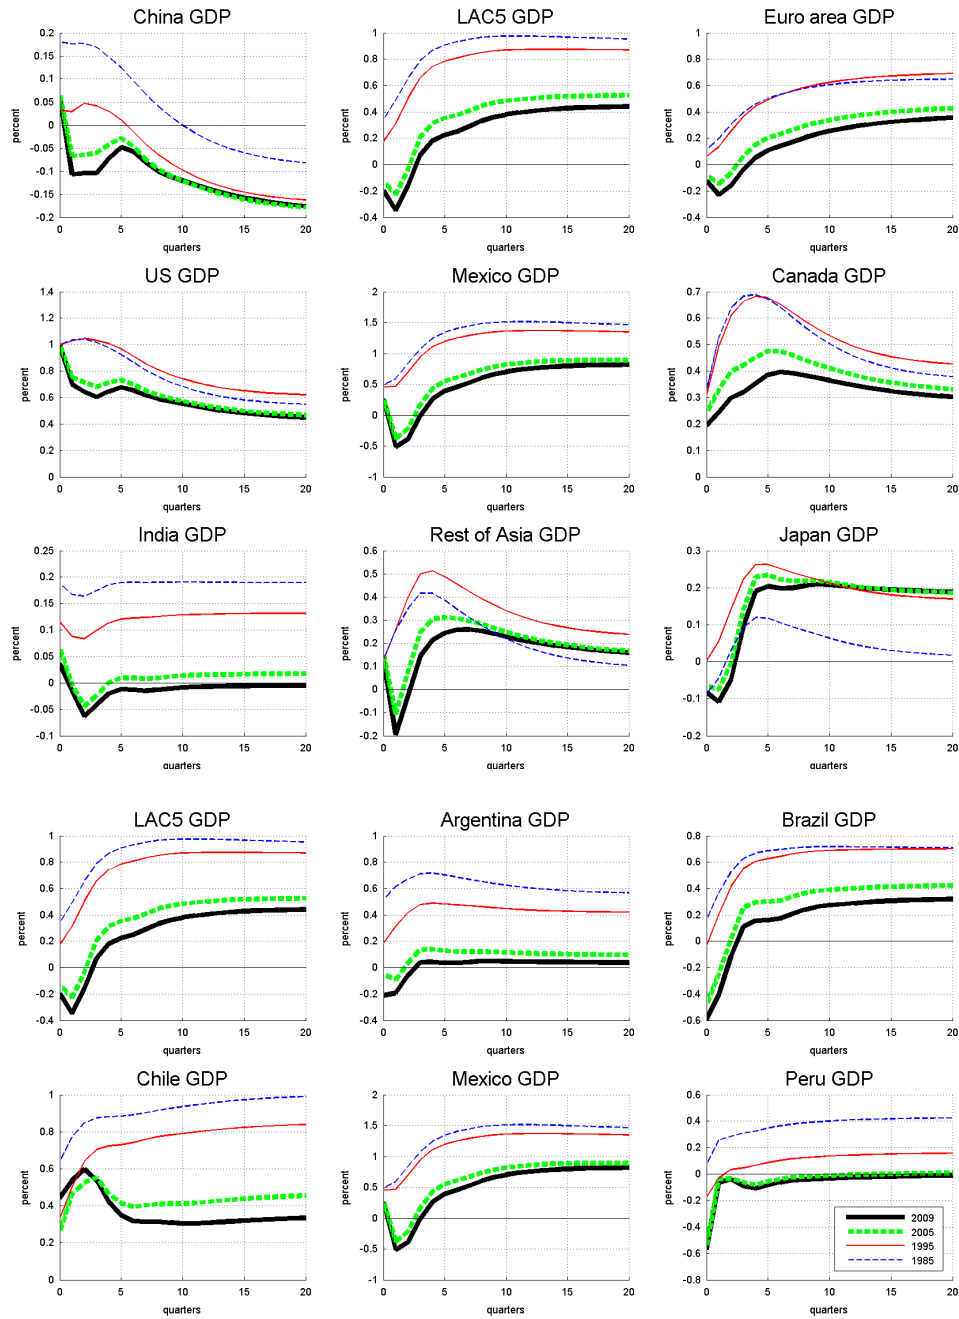 China GDP
0.2
0.15
0.1
0.05
0
-0.05
-0.1
-0.15
-0.2
percent
0 5 10 15 20
quarters
LAC5 GDP
1
0.8
0.6
0.4
0.2
0
-0.2
-0.4
percent
0 5 10 15 20
quarters
Euro area GDP
1
0.8
0.6
0.4
0.2
0
-0.2
-0.4
percent
0 5 10 15 20
quarters
US GDP
1.4
1.2
1
0.8
0.6
0.4
0.2
0
percent
0 5 10 15 20
quarters
Mexico GDP
2
1.5
1
0.5
0
-0.5
-1
percent
0 5 10 15 20
quarters
Canada GDP
0.7
0.6
0.5
0.4
0.3
0.2
0.1
0
percent
0 5 10 15 20
quarters
India GDP
0.25
0.2
0.15
0.1
0.05
0
-0.05
-0.1
percent
0 5 10 15 20
quarters
Rest of Asia GDP
0.6
0.5
0.4
0.3
0.2
0.1
0
-0.1
-0.2
percent
0 5 10 15 20
quarters
Japan GDP
0.3
0.2
0.1
0
-0.1
-0.2
percent
0 5 10 15 20
quarters
LAC5 GDP
1
0.8
0.6
0.4
0.2
0
-0.2
-0.4
percent
0 5 10 15 20
quarters
Argentina GDP
1
0.8
0.6
0.4
0.2
0
-0.2
-0.4
percent
0 5 10 15 20
quarters
Brazil GDP
1
0.8
0.6
0.4
0.2
0
-0.2
-0.4
-0.6
percent
0 5 10 15 20
quarters
Chile GDP
1
0.8
0.6
0.4
0.2
0
percent
0 5 10 15 20
quarters
Mexico GDP
2
1.5
1
0.5
0
-0.5
-1
percent
0 5 10 15 20
quarters
Peru GDP
0.6
0.4
0.2
0
-0.2
-0.4
-0.6
-0.8
percent
0 5 10 15 20
quarters
2009
2005
1995
1985